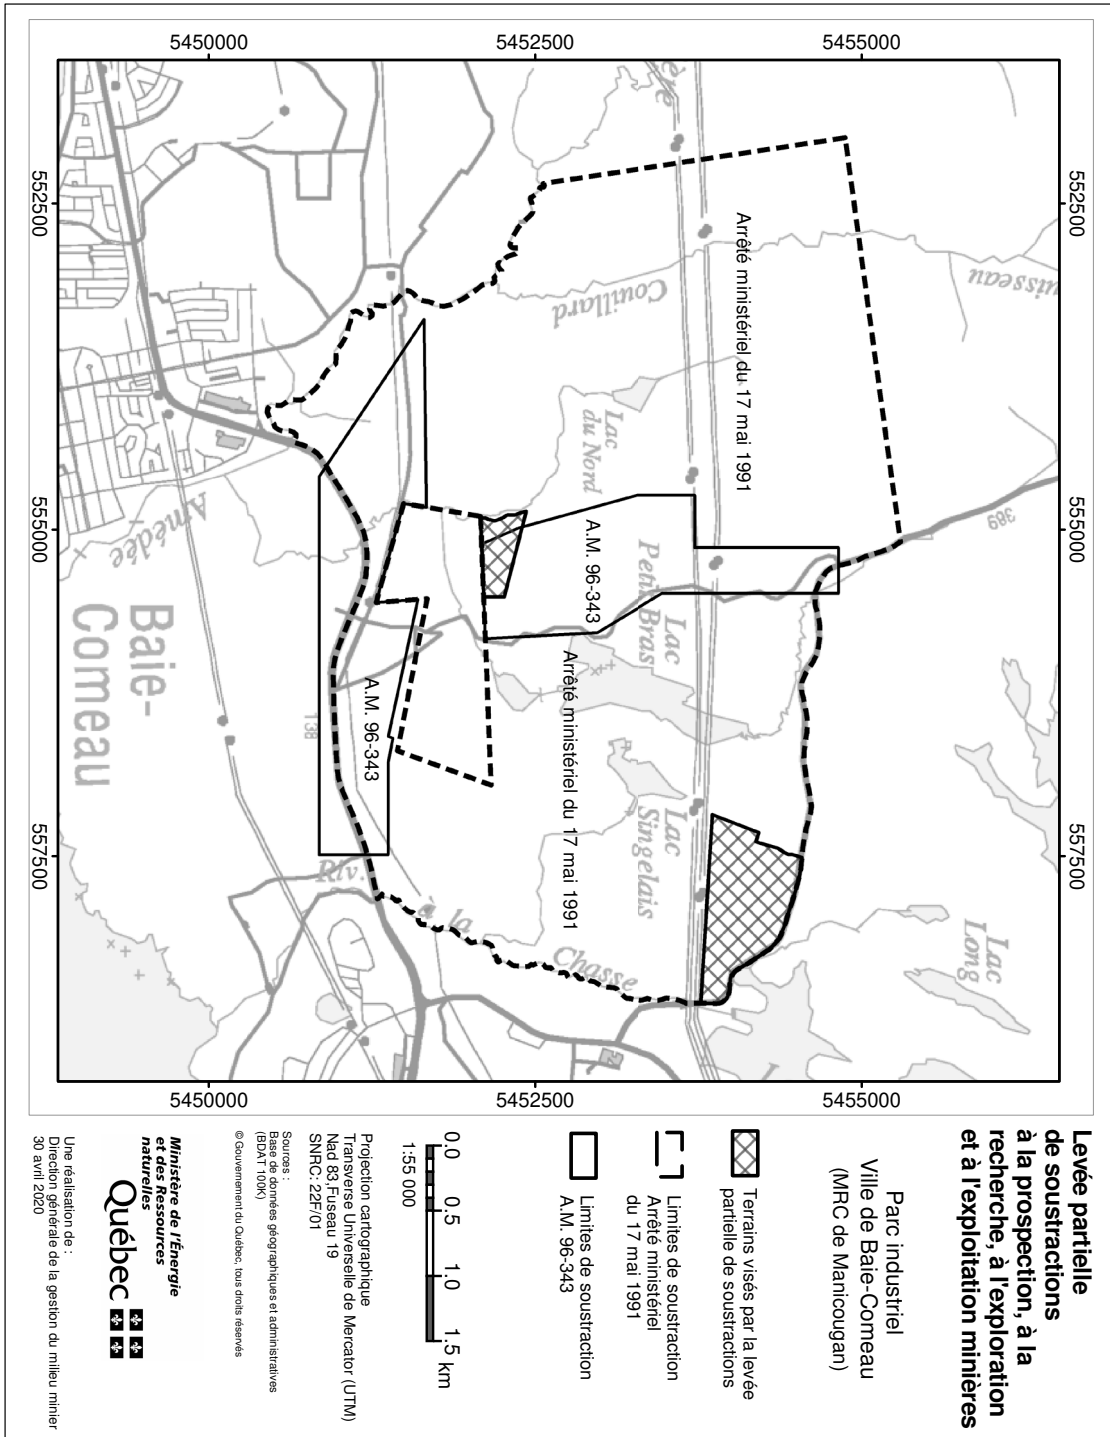 Levée partielle
de soustractions
à la prospection, à la
recherche, à l'exploration
et à l'exploitation minières
Parc industriel
Ville de Baie-Comeau
(MRC de Manicougan)
Terrains visés par la levée
partielle de soustractions
Limites de soustraction
Arrêté ministériel
du 17 mai 1991
Limites de soustraction
A.M. 96-343
0.0 0.5 1.0 1.5 km
1:55 000
Projection cartographique
Transverse Universelle de Mercator (UTM)
Nad 83,Fuseau 19
SNRC: 22F/01
Sources :
Base de données géographiques et administratives
(BDAT 100K)
© Gouvernement du Québec, tous droits réservés
Ministère de l'Énergie
et des Ressources
naturelles
Québec
Une réalisation de :
Direction générale de la gestion du milieu minier
30 avril 2020
552500
555000
557500
552500
555000
557500
5455000
5452500
5450000
5455000
5452500
5450000
Arrêté ministériel du 17 mai 1991
A.M. 96-343
Arrêté ministériel du 17 mai 1991
A.M. 96-343
Couillard
Lac
du Nord
389
Lac
Petit Bras
Lac
Singelais
Lac
Long
Riv.
à la
Chasse
138
Amédée
Baie-
Comeau